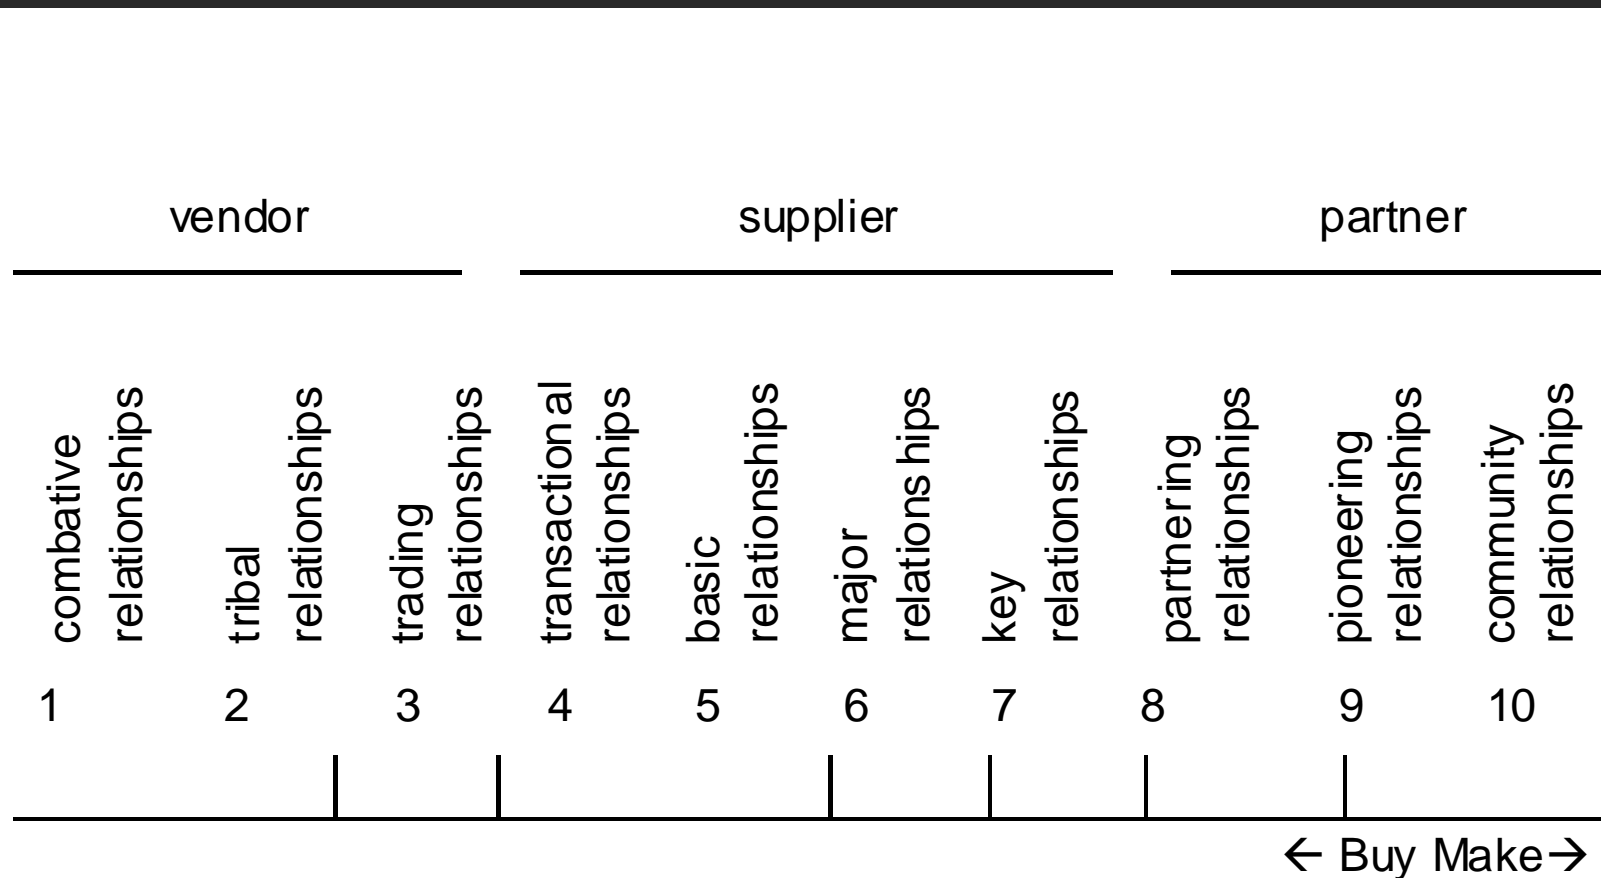 vendor
supplier
partner
combative
relationships
tribal
relationships
trading
relationships
transactional
relationships
basic
relationships
major
relationships
key
relationships
partnering
relationships
pioneering
relationships
community
relationships
1 2 3 4 5 6 7 8 9 10
← Buy Make→